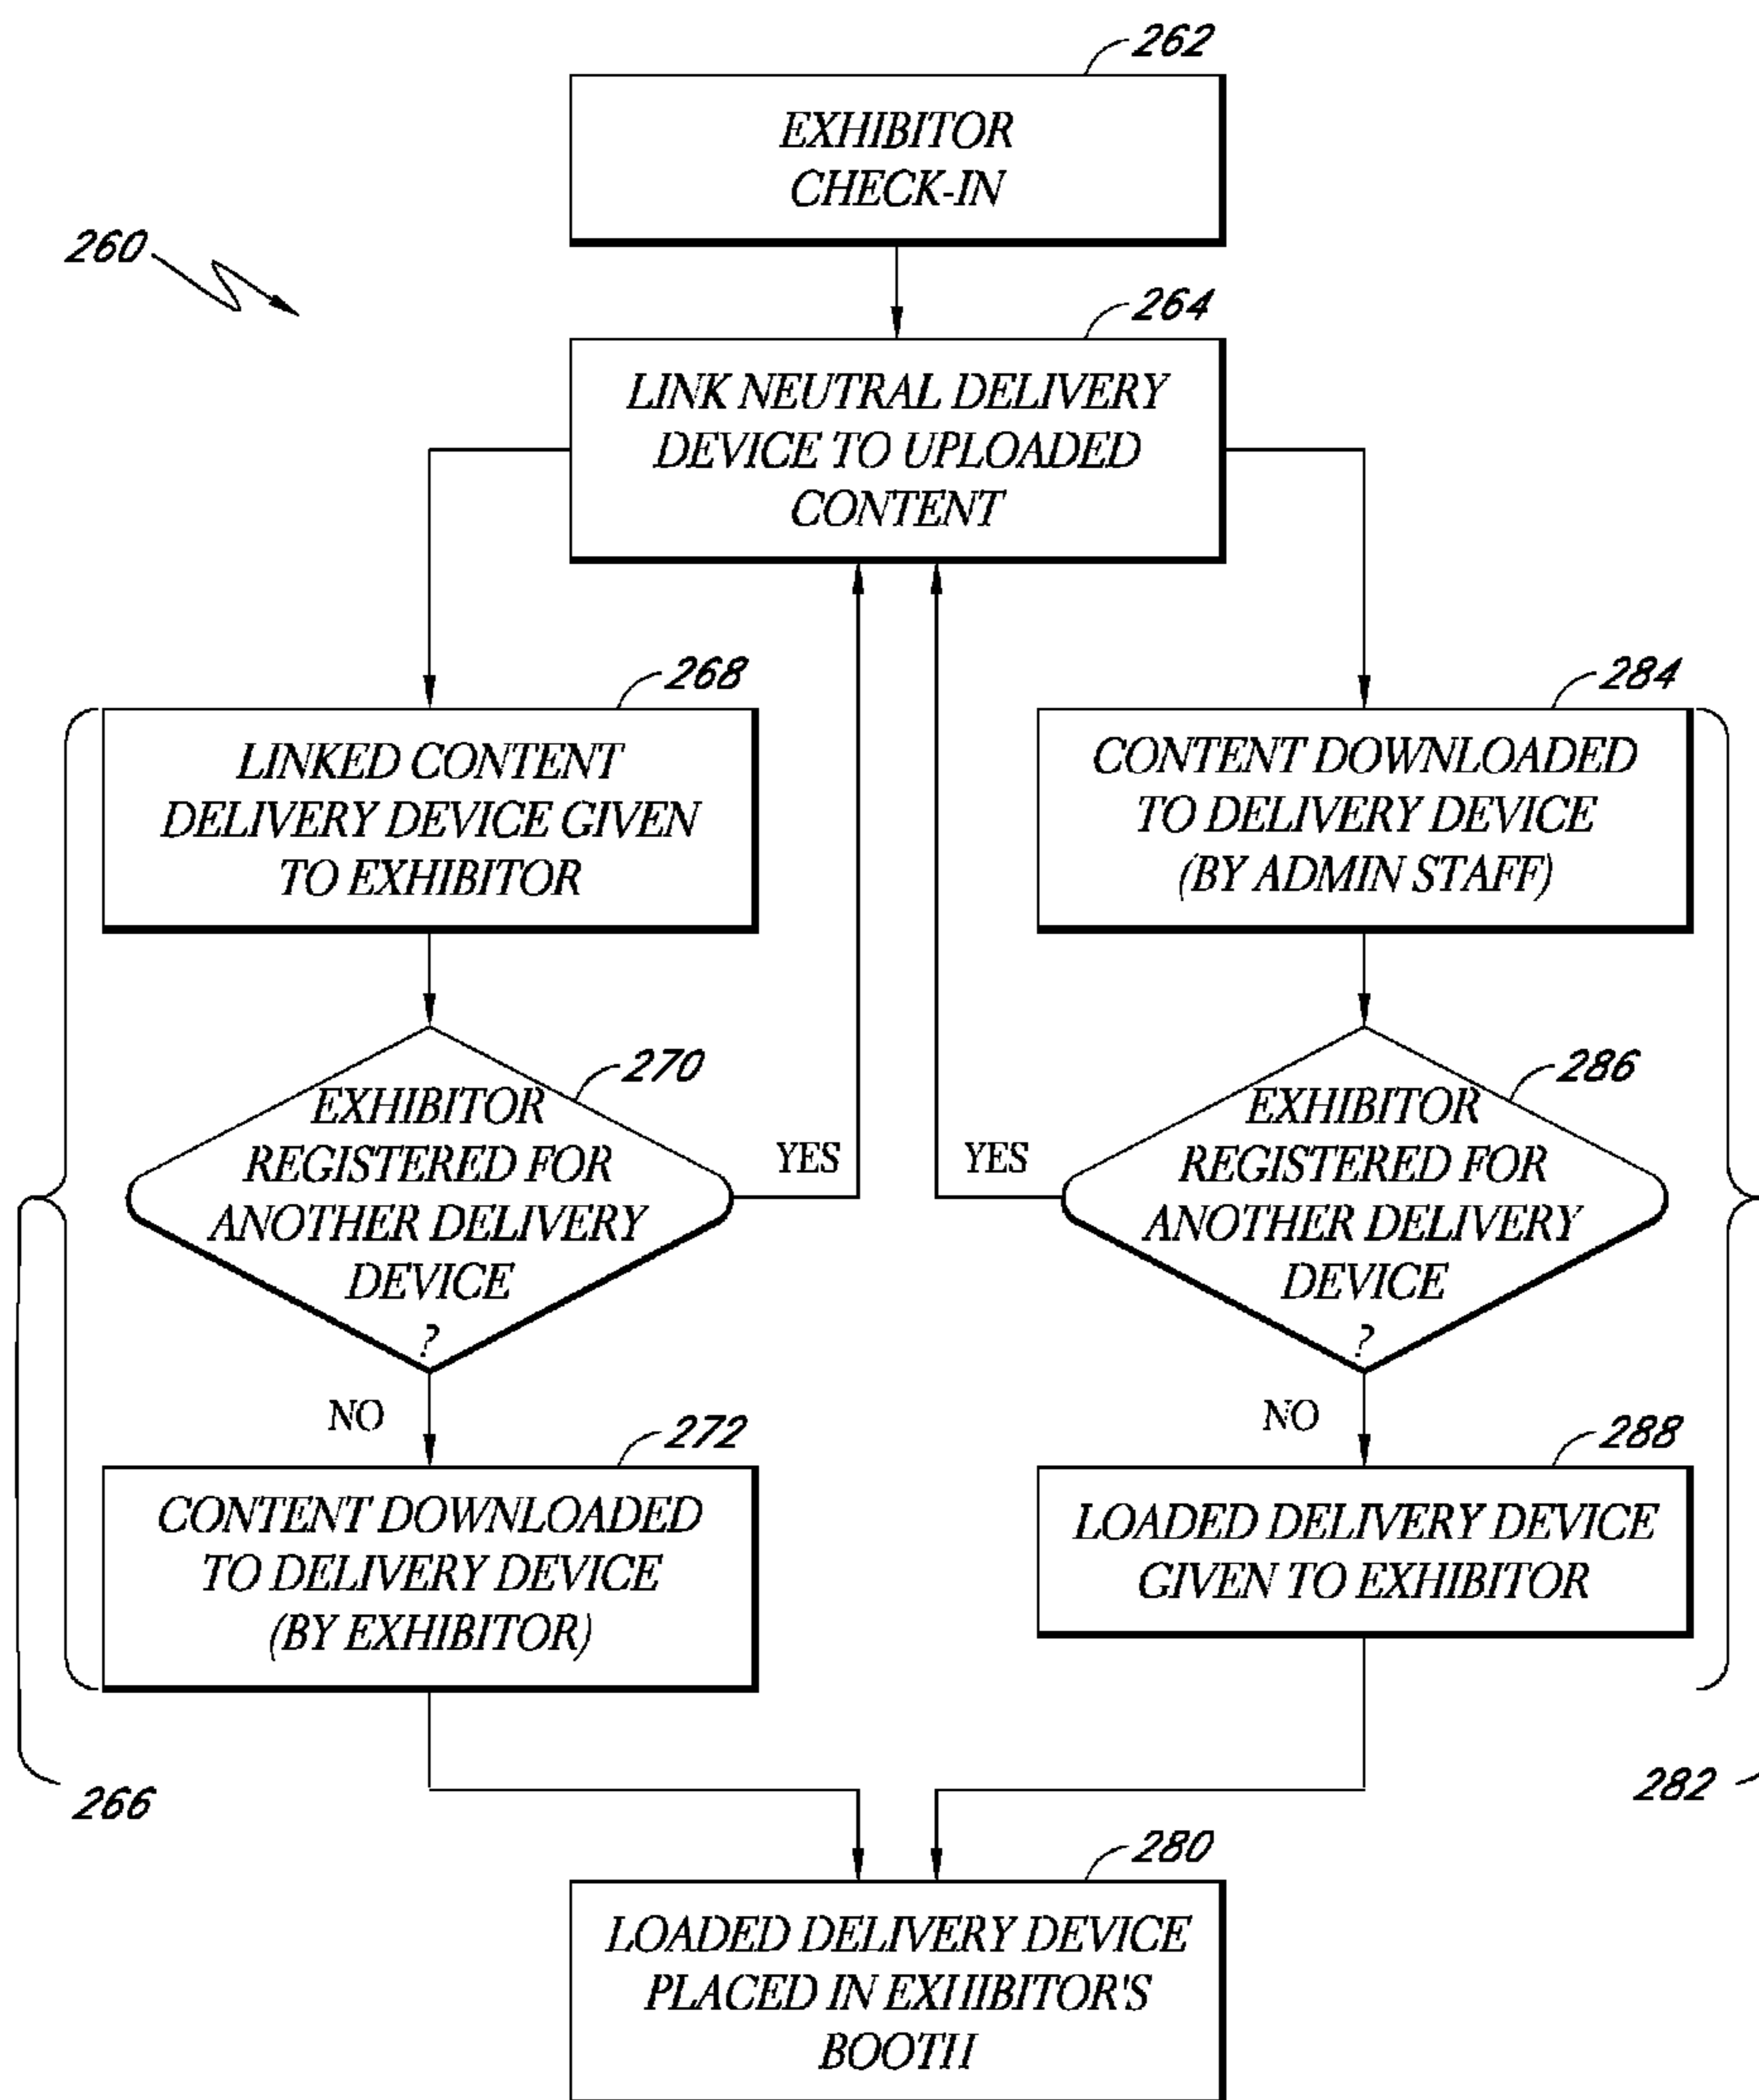 262
EXHIBITOR
CHECK-IN
260
264
LINK NEUTRAL DELIVERY
DEVICE TO UPLOADED
CONTENT
268
LINKED CONTENT
DELIVERY DEVICE GIVEN
TO EXHIBITOR
284
CONTENT DOWNLOADED
TO DELIVERY DEVICE
(BY ADMIN STAFF)
270
EXHIBITOR
REGISTERED FOR
ANOTHER DELIVERY
DEVICE
?
YES
YES
286
EXHIBITOR
REGISTERED FOR
ANOTHER DELIVERY
DEVICE
?
NO
NO
272
CONTENT DOWNLOADED
TO DELIVERY DEVICE
(BY EXHIBITOR)
288
LOADED DELIVERY DEVICE
GIVEN TO EXHIBITOR
266
282
280
LOADED DELIVERY DEVICE
PLACED IN EXHIBITOR'S
BOOTH